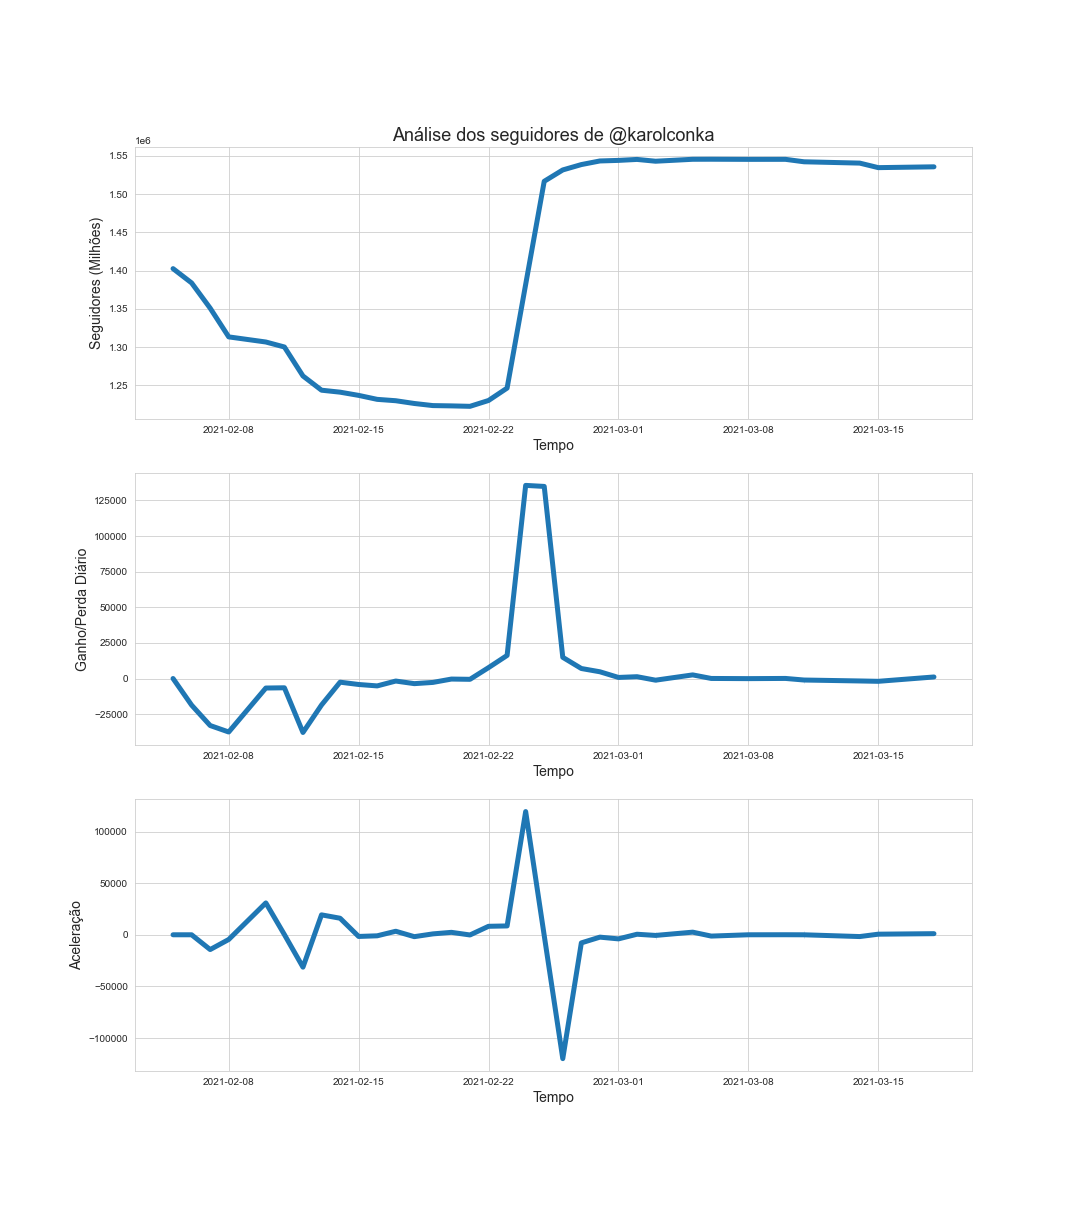 Análise dos seguidores de @karolconka
1e6
1.55
1.50
1.45
1.40
1.35
1.30
1.25
Seguidores (Milhões)
2021-02-08 2021-02-15 2021-02-22 2021-03-01 2021-03-08 2021-03-15
Tempo
125000
100000
75000
50000
25000
0
−25000
Ganho/Perda Diário
2021-02-08 2021-02-15 2021-02-22 2021-03-01 2021-03-08 2021-03-15
Tempo
100000
50000
0
−50000
−100000
Aceleração
2021-02-08 2021-02-15 2021-02-22 2021-03-01 2021-03-08 2021-03-15
Tempo